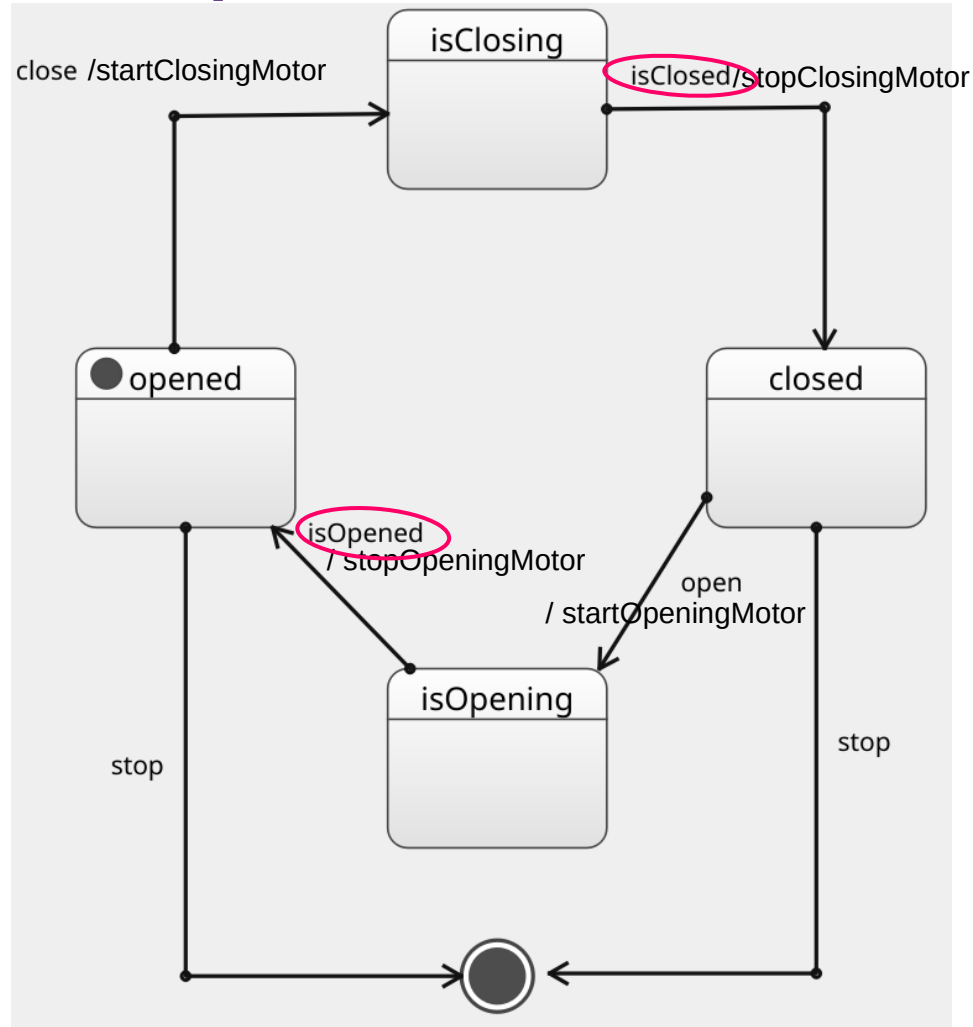 isClosing
close /startClosingMotor
isClosed/stopClosingMotor
opened
closed
isOpened
/ stopOpeningMotor
open
/ startOpeningMotor
isOpening
stop
stop